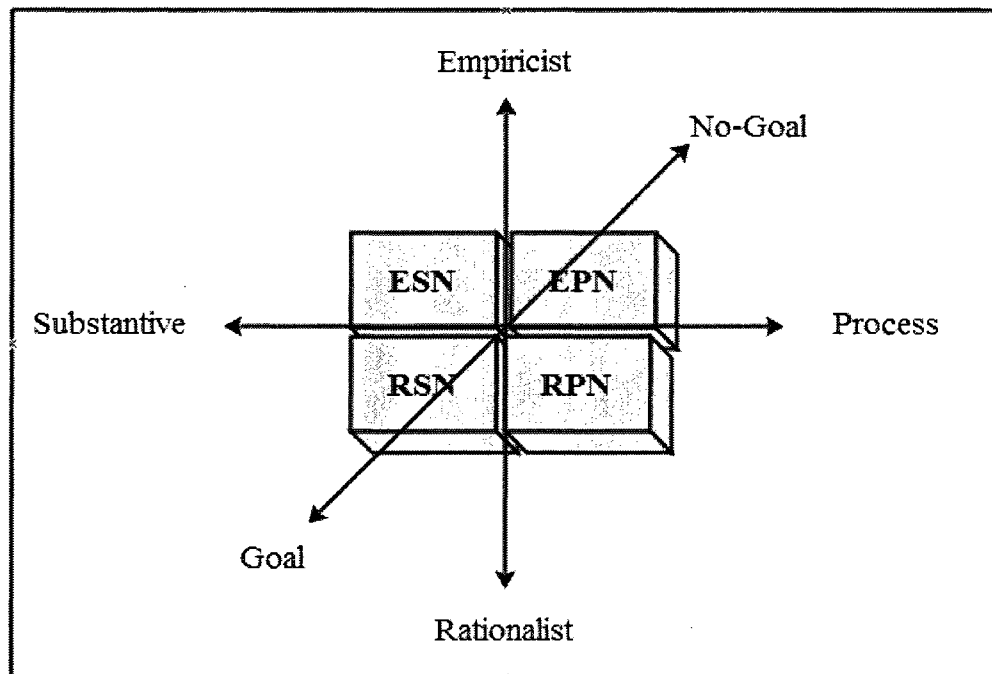 Empiricist
No-Goal
ESN EPN
Substantive Process
RSN RPN
Goal
Rationalist